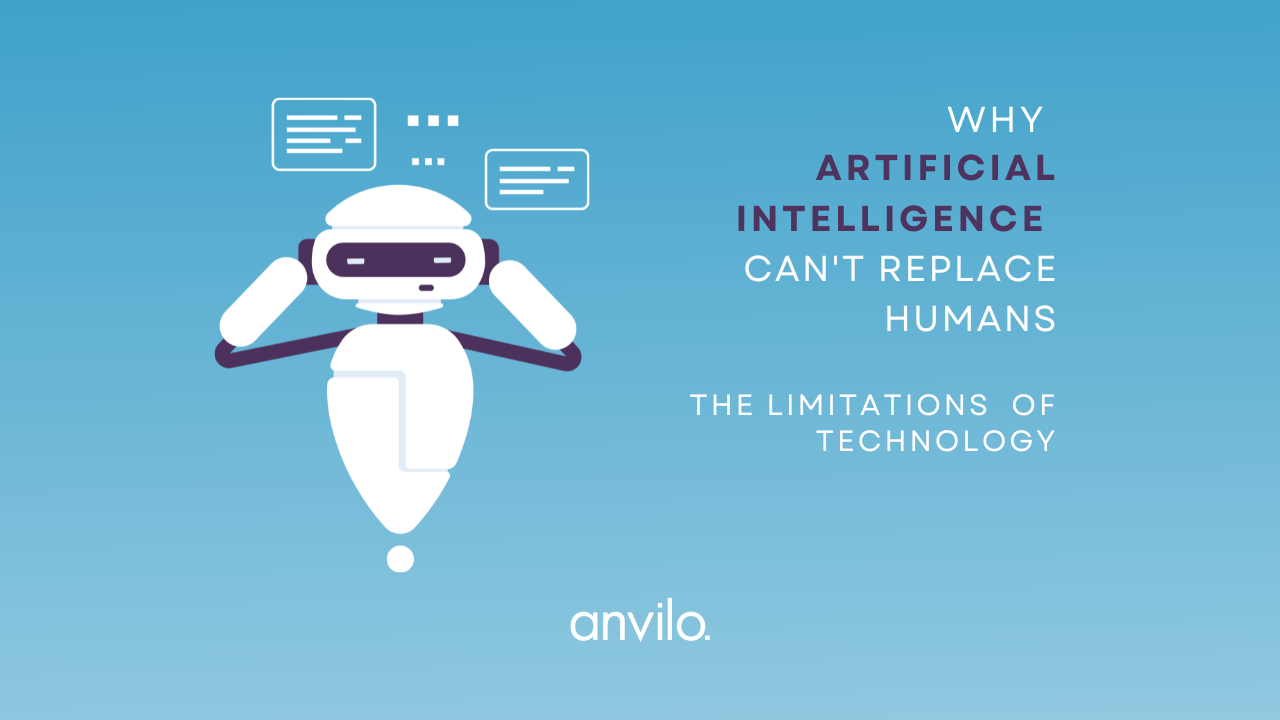 WHY
ARTIFICIAL
INTELLIGENCE
CAN'T REPLACE
HUMANS
THE LIMITATIONS OF
TECHNOLOGY
anvilo.